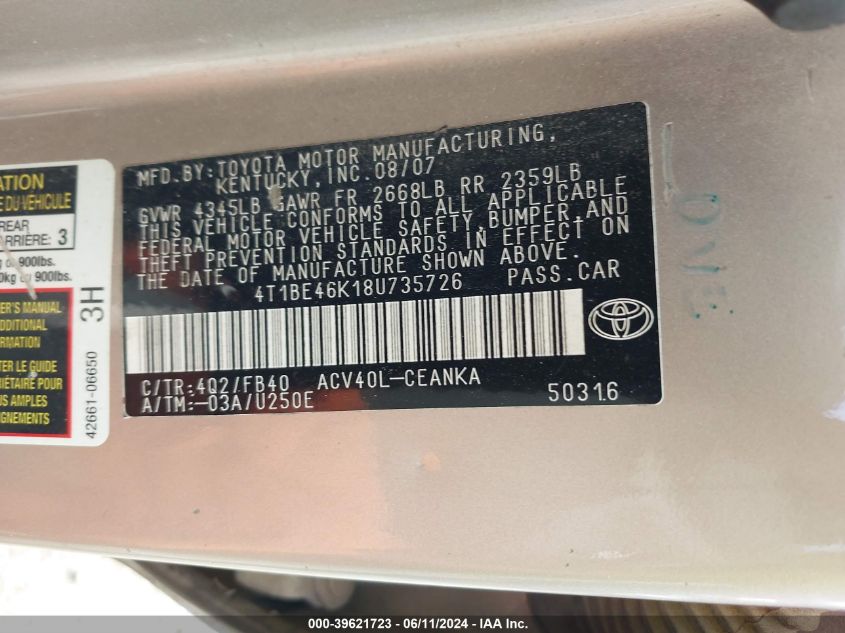 MFD.BY:TOYOTA MOTOR MANUFACTURING,
KENTUCKY,INC.08/07
GVWR 4345LB GAWR FR 2668LB RR 2359LB
THIS VEHICLE CONFORMS TO ALL APPLICABLE
FEDERAL MOTOR VEHICLE SAFETY,BUMPER,AND
THEFT PREVENTION STANDARDS IN EFFECT ON
THE DATE OF MANUFACTURE SHOWN ABOVE.
4T1BE46K18U735726 PASS.CAR
C/TR:4Q2/FB40 ACV40L-CEANKA
A/TM:-03A/U250E 50316
ATION
DU VEHICULE
REAR
ARRIÈRE: 3
900lbs.
0kg 900lbs.
ER'S MANUAL
ADDITIONAL
ORMATION
TER LE GUIDE
RIÉTAIRE POUR
US AMPLES
IGNEMENTS
3H
42661-06650
000-39621723 - 06/11/2024 - IAA Inc.